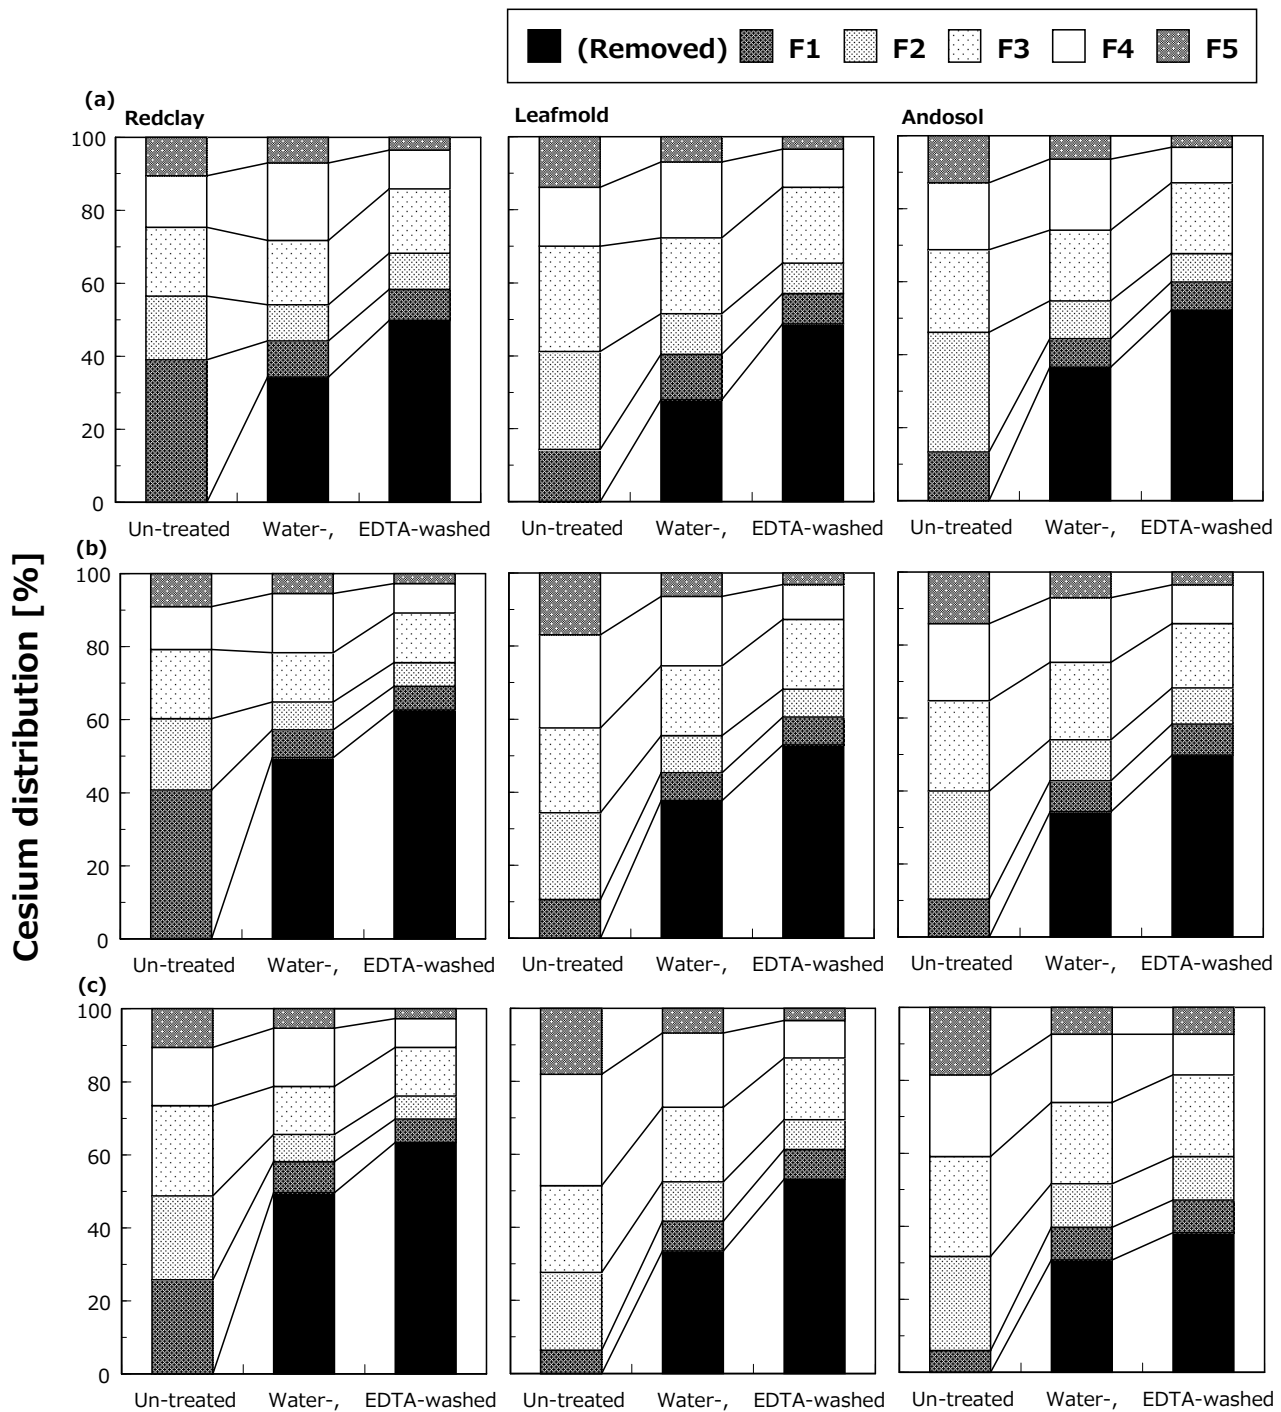 (Removed) F1 F2 F3 F4 F5
(a)
Redclay Leafmold Andosol
100
80
60
40
20
0
Un-treated Water-, EDTA-washed Un-treated Water-, EDTA-washed Un-treated Water-, EDTA-washed
(b)
100
80
60
40
20
0
Un-treated Water-, EDTA-washed Un-treated Water-, EDTA-washed Un-treated Water-, EDTA-washed
(c)
100
80
60
40
20
0
Un-treated Water-, EDTA-washed Un-treated Water-, EDTA-washed Un-treated Water-, EDTA-washed
Cesium distribution [%]